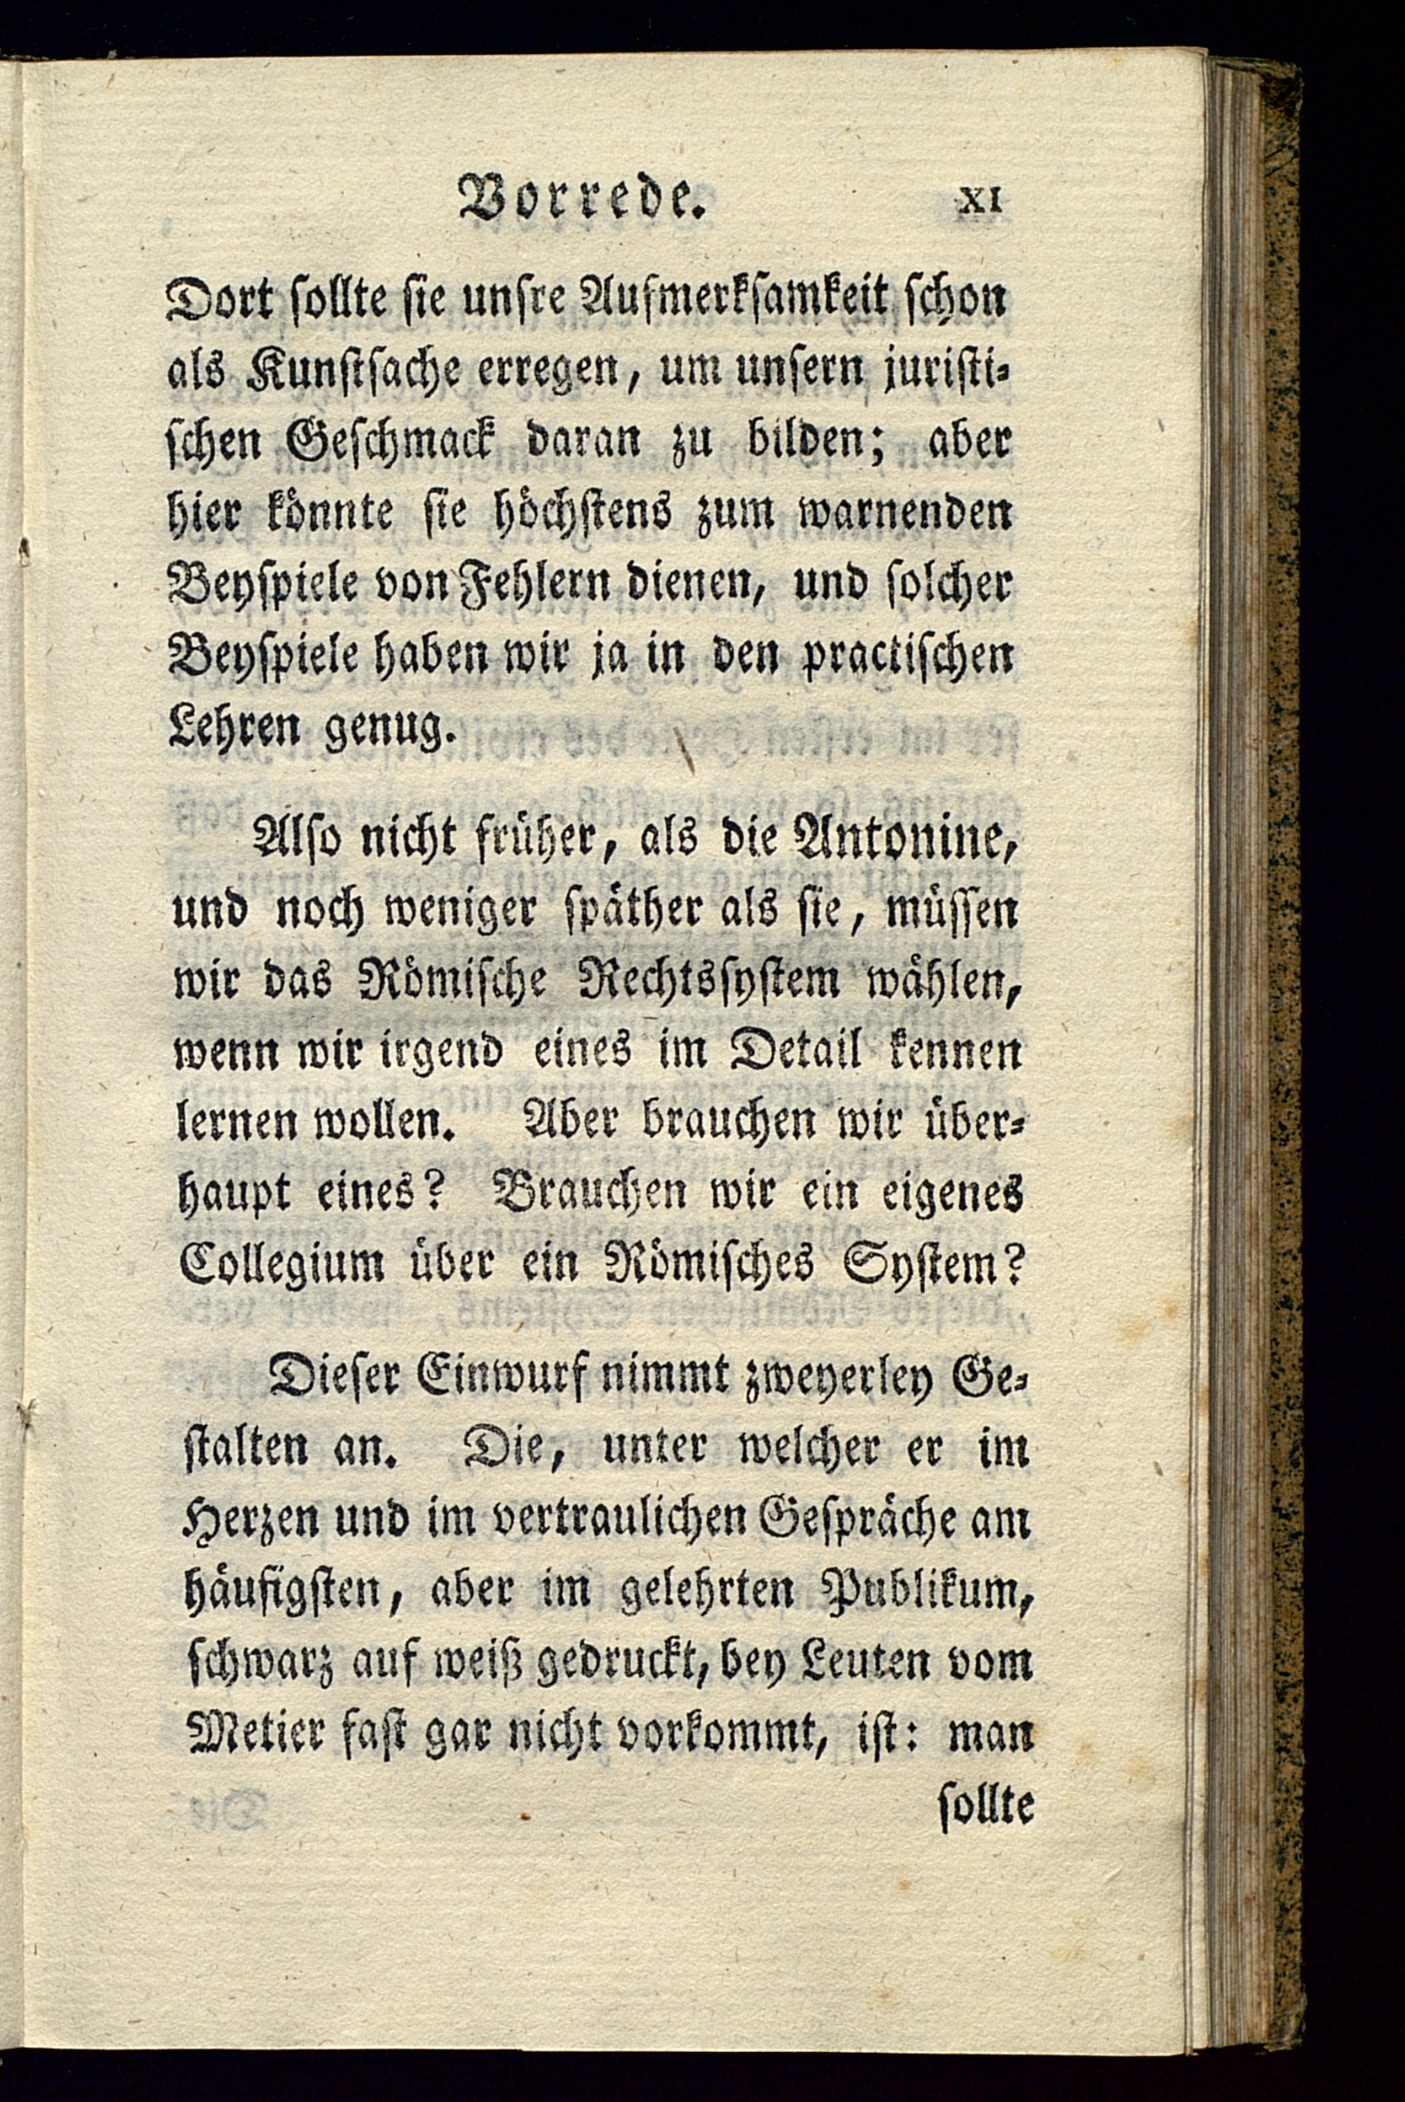 Vorrede. XI
Dort ſollte ſie unſre Aufmerkſamkeit ſchon
als Kunſtſache erregen, um unſern juriſti⸗
ſchen Geſchmack daran zu bilden; aber
hier könnte ſie höchſtens zum warnenden
Beyſpiele von Fehlern dienen, und ſolcher
Beyſpiele haben wir ja in den practiſchen
Lehren genug.
Alſo nicht früher, als die Antonine,
und noch weniger ſpäther als ſie, müſſen
wir das Römiſche Rechtsſyſtem wählen,
wenn wir irgend eines im Detail kennen
lernen wollen. Aber brauchen wir über⸗
haupt eines? Brauchen wir ein eigenes
Collegium über ein Römiſches Syſtem?
Dieſer Einwurf nimmt zweyerley Ge⸗
ſtalten an. Die, unter welcher er im
Herzen und im vertraulichen Geſpräche am
häufigſten, aber im gelehrten Publikum,
ſchwarz auf weiß gedruckt, bey Leuten vom
Metier faſt gar nicht vorkommt, iſt: man
ſollte